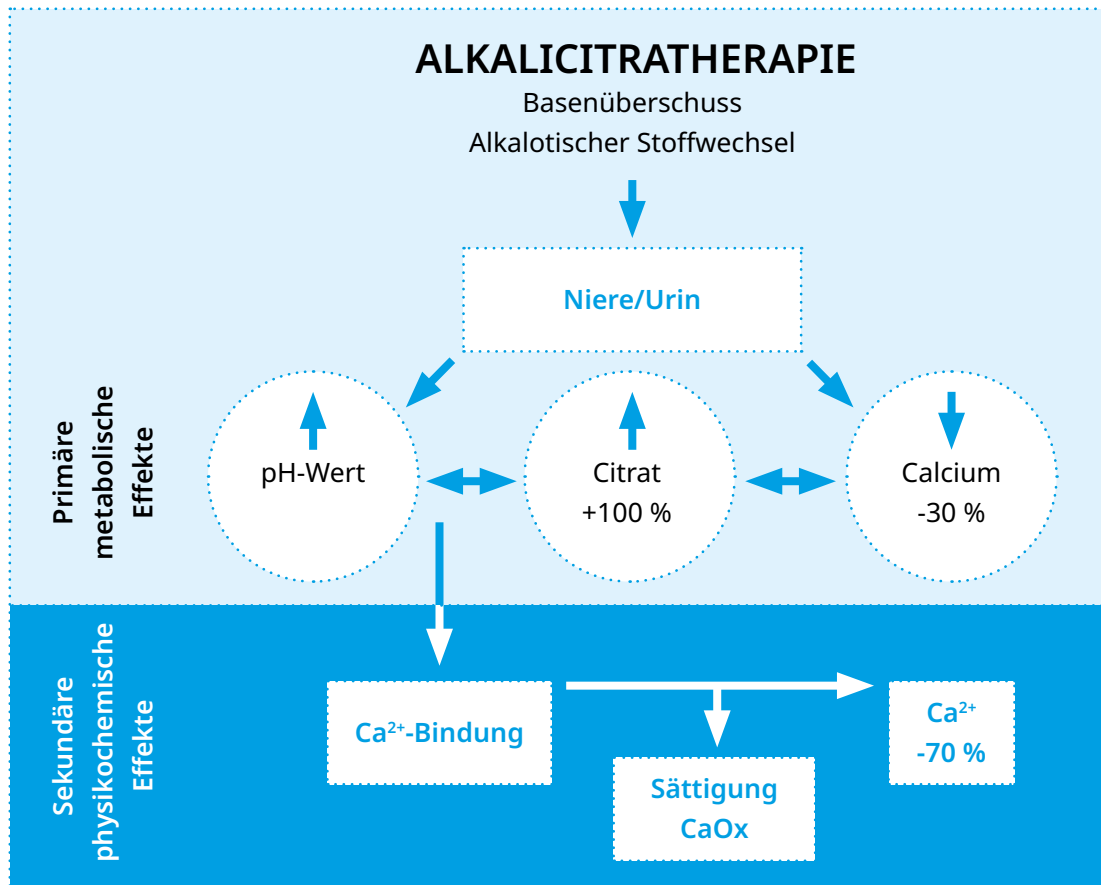 ALKALICITRATHERAPIE
Basenüberschuss
Alkalotischer Stoffwechsel
Niere/Urin
Primäre
metabolische
Effekte
pH-Wert
Citrat
+100 %
Calcium
-30 %
Sekundäre
physikochemische
Effekte
Ca²⁺-Bindung
Sättigung
CaOx
Ca²⁺
-70 %